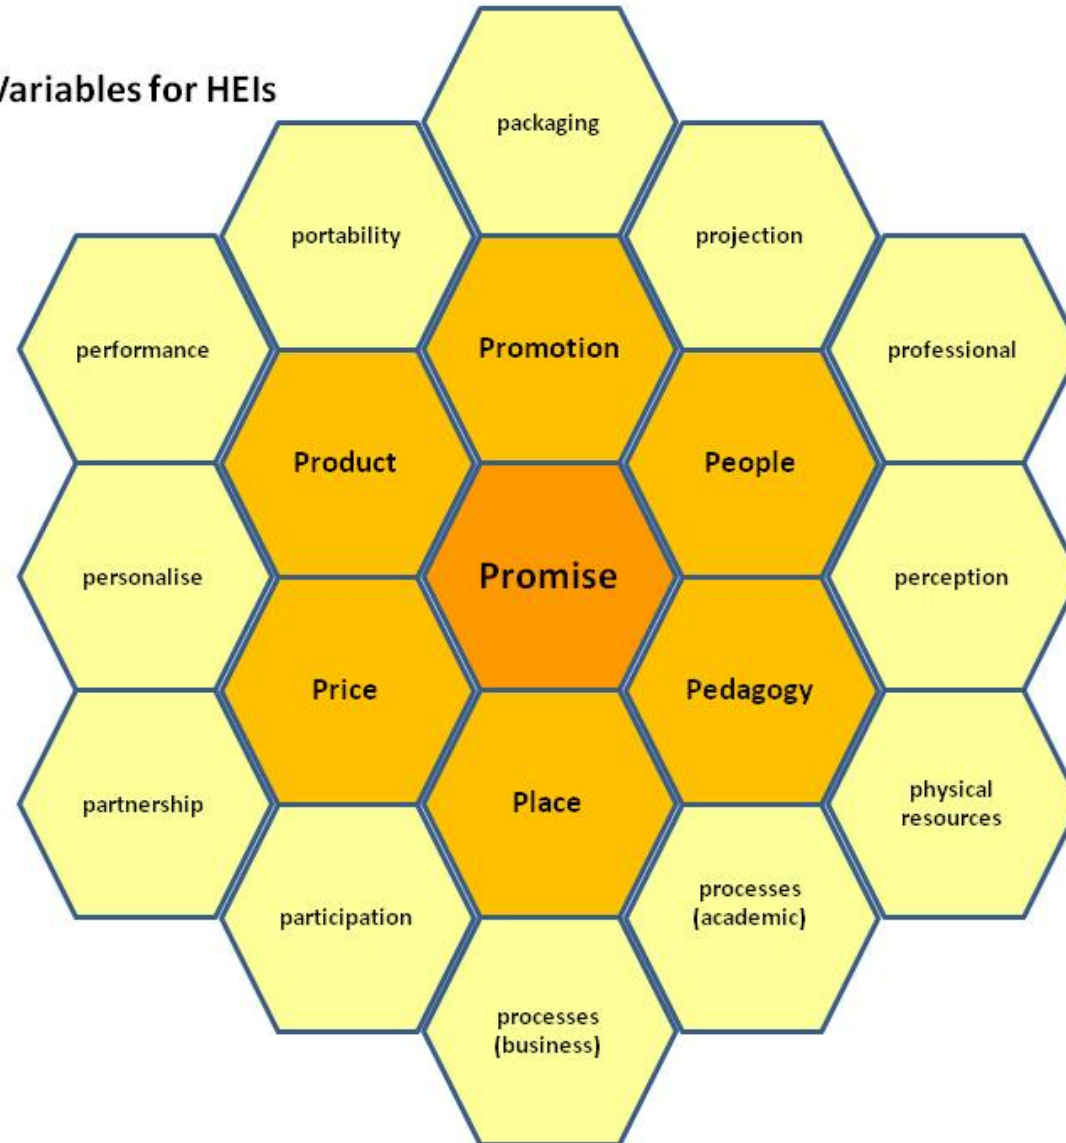 Variables for HEIs
packaging
portability
projection
Promotion
performance
professional
Product
People
Promise
personalise
perception
Price
Pedagogy
Place
partnership
physical
resources
participation
processes
(academic)
processes
(business)